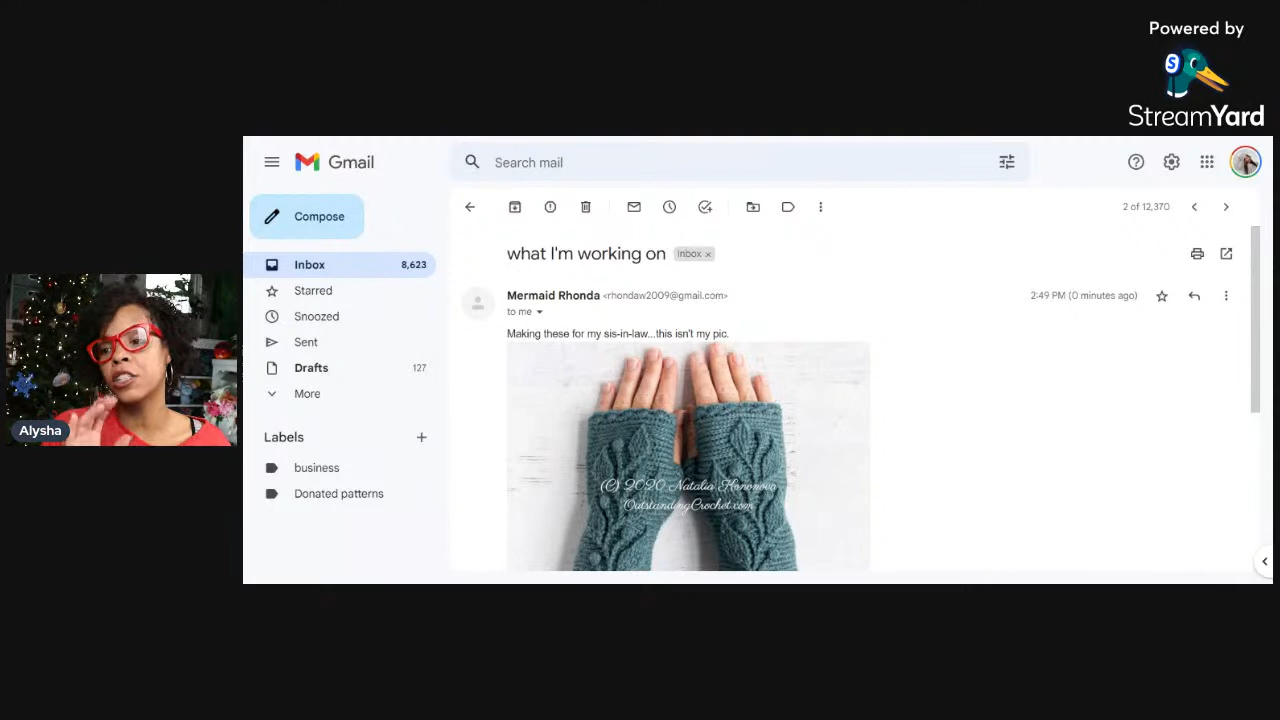 Powered by
S
StreamYard
Gmail
Search mail
Compose
2 of 12,370
what I'm working on
Inbox ×
Inbox 8,623
Starred
Snoozed
Sent
Drafts 127
More
Labels +
business
Donated patterns
Mermaid Rhonda <rhondaw2009@gmail.com>
2:49 PM (0 minutes ago)
to me
Making these for my sis-in-law...this isn't my pic.
(C) 2020 Natalia Kononova
OutstandingCrochet.com
Alysha